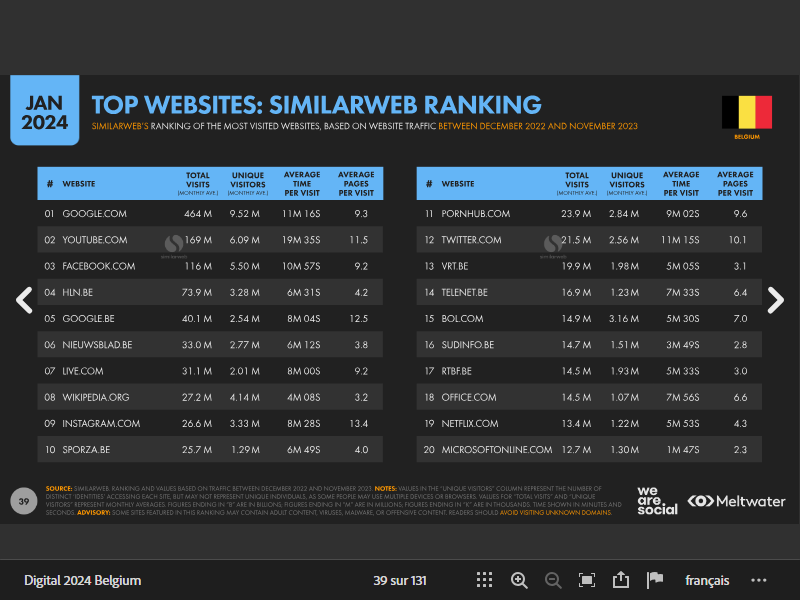 JAN
2024
TOP WEBSITES: SIMILARWEB RANKING
SIMILARWEB'S RANKING OF THE MOST VISITED WEBSITES, BASED ON WEBSITE TRAFFIC BETWEEN DECEMBER 2022 AND NOVEMBER 2023
BELGIUM
# WEBSITE TOTAL VISITS (MONTHLY AVE.) UNIQUE VISITORS (MONTHLY AVE.) AVERAGE TIME PER VISIT AVERAGE PAGES PER VISIT
01 GOOGLE.COM 464 M 9.52 M 11M 16S 9.3
02 YOUTUBE.COM 169 M 6.09 M 19M 35S 11.5
03 FACEBOOK.COM 116 M 5.50 M 10M 57S 9.2
04 HLN.BE 73.9 M 3.28 M 6M 31S 4.2
05 GOOGLE.BE 40.1 M 2.54 M 8M 04S 12.5
06 NIEUWSBLAD.BE 33.0 M 2.77 M 6M 12S 3.8
07 LIVE.COM 31.1 M 2.01 M 8M 00S 9.2
08 WIKIPEDIA.ORG 27.2 M 4.14 M 4M 08S 3.2
09 INSTAGRAM.COM 26.6 M 3.33 M 8M 28S 13.4
10 SPORZA.BE 25.7 M 1.29 M 6M 49S 4.0
# WEBSITE TOTAL VISITS (MONTHLY AVE.) UNIQUE VISITORS (MONTHLY AVE.) AVERAGE TIME PER VISIT AVERAGE PAGES PER VISIT
11 PORNHUB.COM 23.9 M 2.84 M 9M 02S 9.6
12 TWITTER.COM 21.5 M 2.56 M 11M 15S 10.1
13 VRT.BE 19.9 M 1.98 M 5M 05S 3.1
14 TELENET.BE 16.9 M 1.23 M 7M 33S 6.4
15 BOL.COM 14.9 M 3.16 M 5M 30S 7.0
16 SUDINFO.BE 14.7 M 1.51 M 3M 49S 2.8
17 RTBF.BE 14.5 M 1.93 M 5M 33S 3.0
18 OFFICE.COM 14.5 M 1.07 M 7M 56S 6.6
19 NETFLIX.COM 13.4 M 1.22 M 5M 53S 4.3
20 MICROSOFTONLINE.COM 12.7 M 1.30 M 1M 47S 2.3
39
SOURCE: SIMILARWEB. RANKING AND VALUES BASED ON TRAFFIC BETWEEN DECEMBER 2022 AND NOVEMBER 2023. NOTES: VALUES IN THE "UNIQUE VISITORS" COLUMN REPRESENT THE NUMBER OF
DISTINCT 'IDENTITIES' ACCESSING EACH SITE, BUT MAY NOT REPRESENT UNIQUE INDIVIDUALS, AS SOME PEOPLE MAY USE MULTIPLE DEVICES OR BROWSERS. VALUES FOR "TOTAL VISITS" AND "UNIQUE
VISITORS" REPRESENT MONTHLY AVERAGES. FIGURES ENDING IN "B" ARE IN BILLIONS; FIGURES ENDING IN "M" ARE IN MILLIONS; FIGURES ENDING IN "K" ARE IN THOUSANDS. TIME SHOWN IN MINUTES AND
SECONDS. ADVISORY: SOME SITES FEATURED IN THIS RANKING MAY CONTAIN ADULT CONTENT, VIRUSES, MALWARE, OR OFFENSIVE CONTENT. READERS SHOULD AVOID VISITING UNKNOWN DOMAINS.
we
are.
social
Meltwater
Digital 2024 Belgium
39 sur 131
français